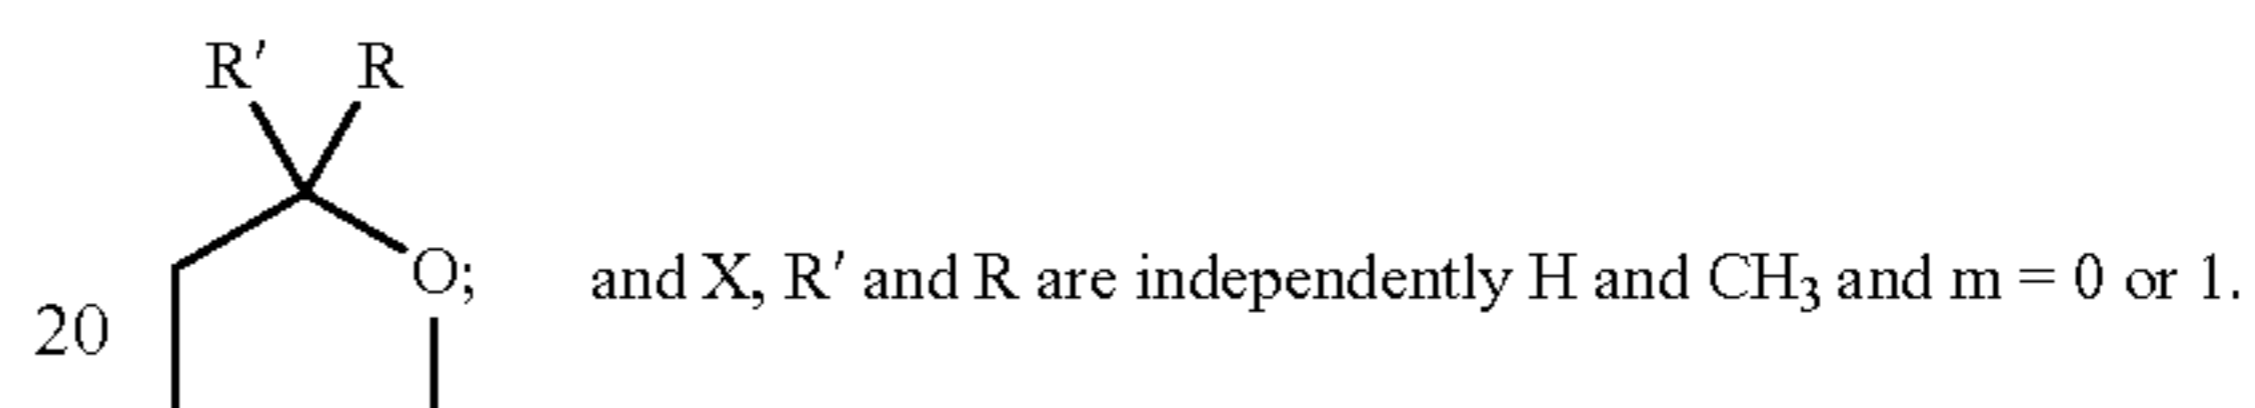 R′ R
O; and X, R′ and R are independently H and CH₃ and m = 0 or 1.
20